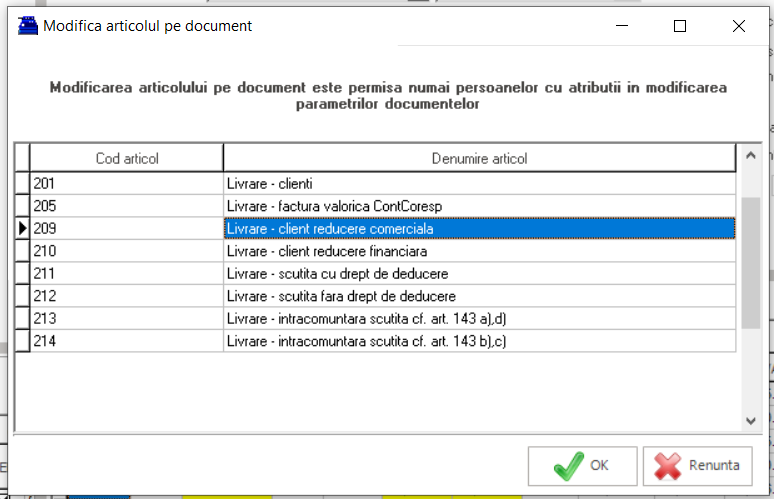 Modifica articolul pe document
Modificarea articolului pe document este permisa numai persoanelor cu atributii in modificarea
parametrilor documentelor
Cod articol Denumire articol
201 Livrare - clienti
205 Livrare - factura valorica ContCoresp
209 Livrare - client reducere comerciala
210 Livrare - client reducere financiara
211 Livrare - scutita cu drept de deducere
212 Livrare - scutita fara drept de deducere
213 Livrare - intracomuntara scutita cf. art. 143 a),d)
214 Livrare - intracomuntara scutita cf. art. 143 b),c)
OK Renunta